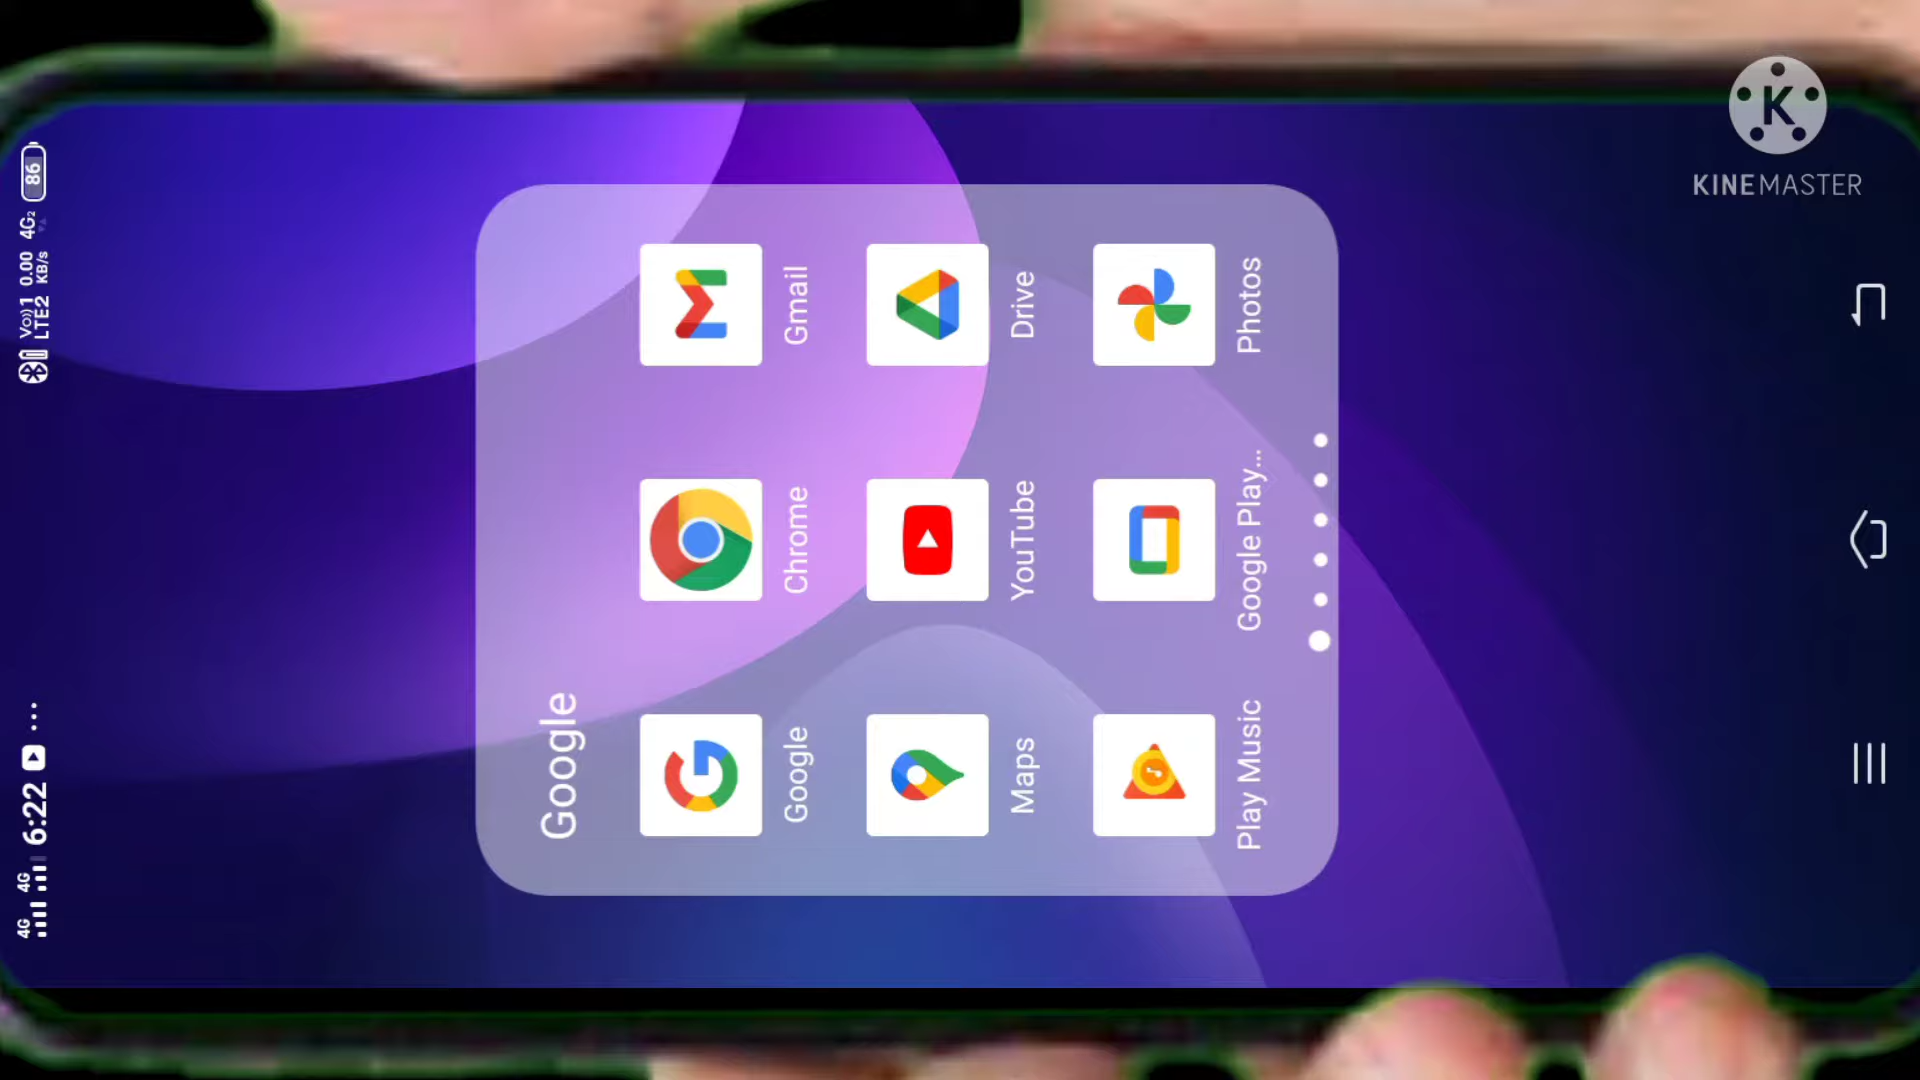 4G 4G 6:22 ...
Vo))1 LTE2 0.00 KB/s 4G2 86
Google
Google Chrome Gmail
Maps YouTube Drive
Play Music Google Play... Photos
K
KINEMASTER